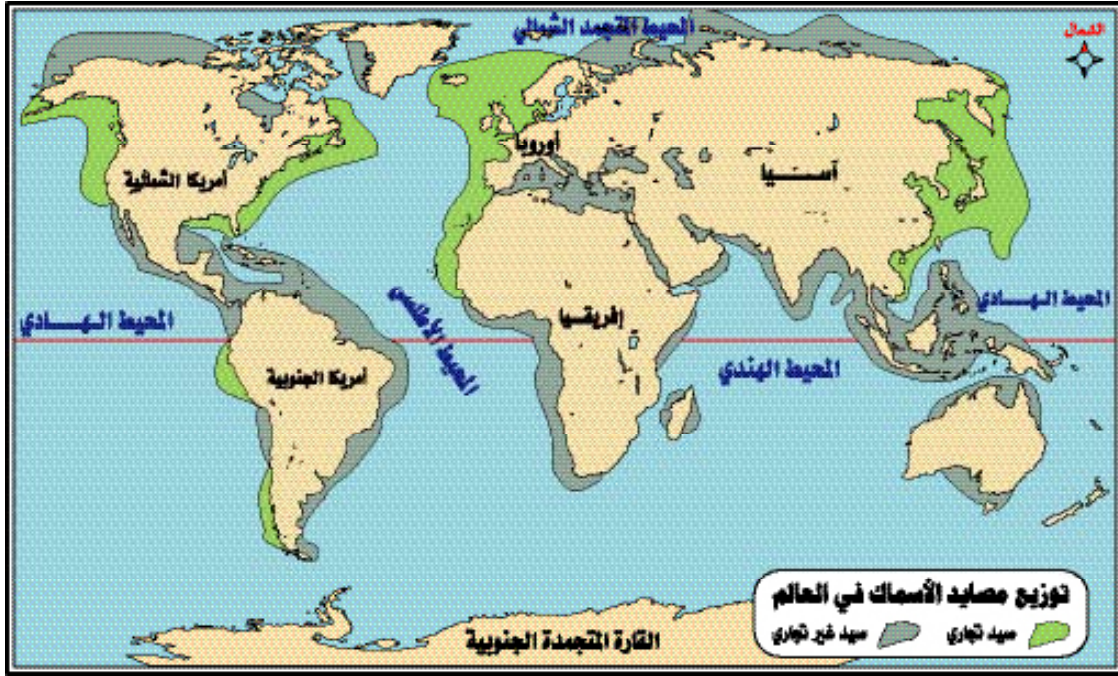 المحيط المتجمد الشمالي
الشمال
أمريكا الشمالية
أوروبا
آسيا
المحيط الهادي
المحيط الأطلسي
إفريقيا
المحيط الهادي
أمريكا الجنوبية
المحيط الهندي
القارة المتجمدة الجنوبية
توزيع مصايد الأسماك في العالم
صيد تجاري
صيد غير تجاري